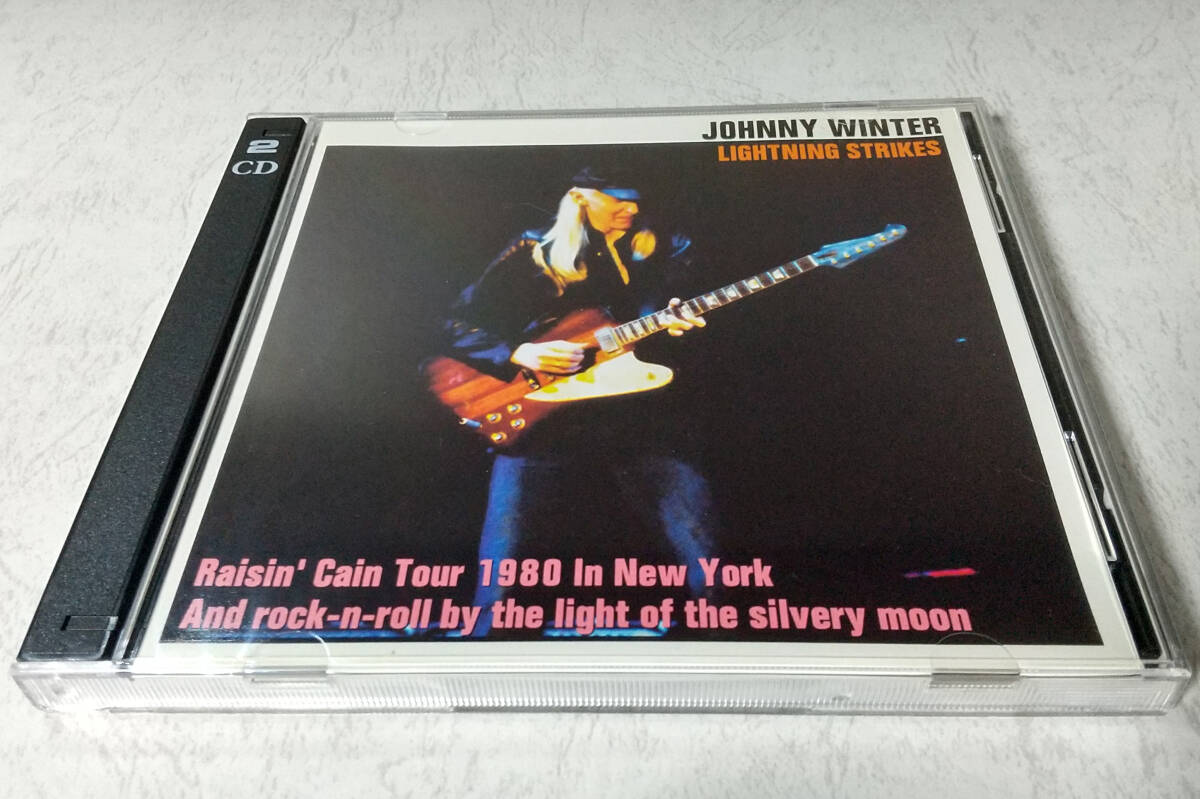 2
CD
JOHNNY WINTER
LIGHTNING STRIKES
Raisin' Cain Tour 1980 In New York
And rock-n-roll by the light of the silvery moon